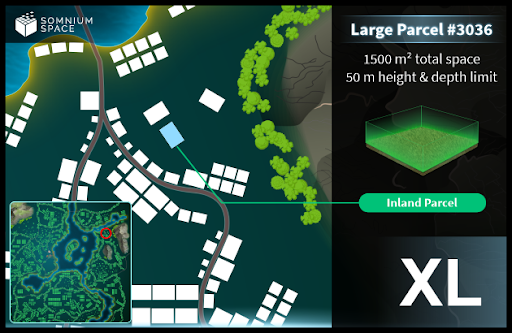 SOMNIUM
SPACE
Large Parcel #3036
1500 m² total space
50 m height & depth limit
Inland Parcel
XL